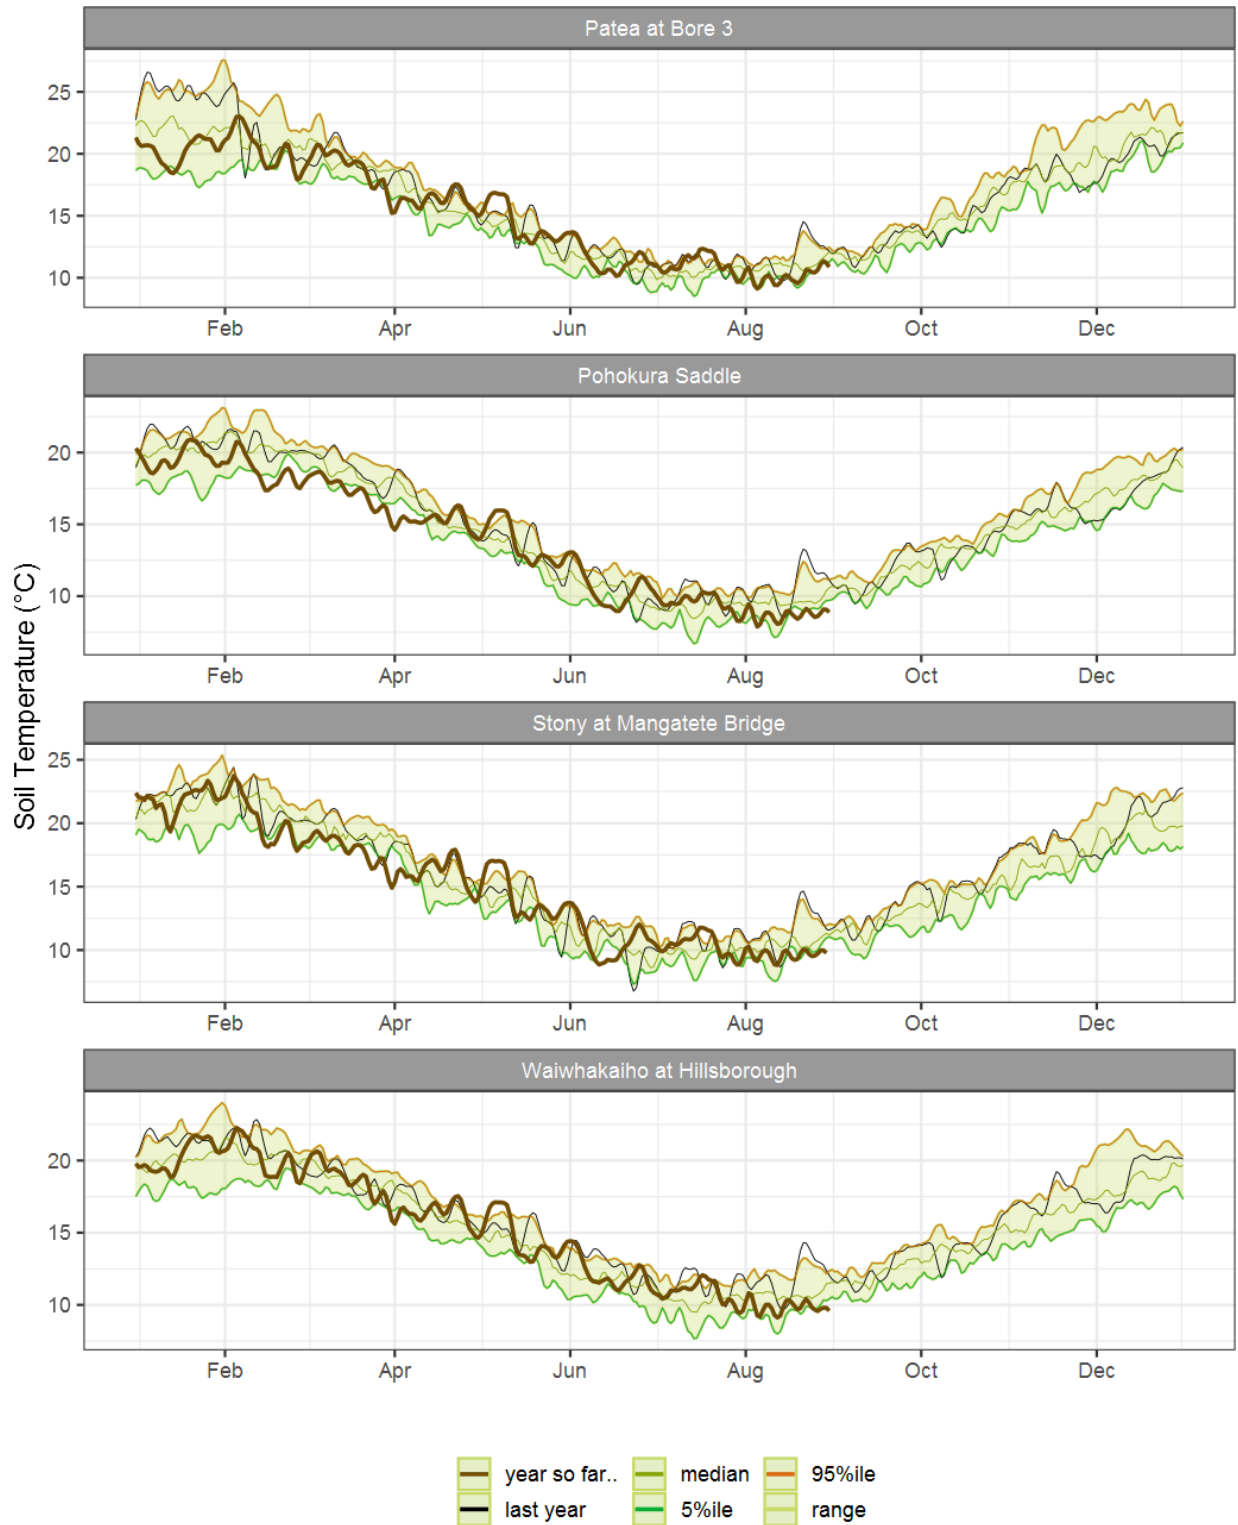 Patea at Bore 3
25
20
15
10
Feb Apr Jun Aug Oct Dec
Pohokura Saddle
20
15
10
Feb Apr Jun Aug Oct Dec
Stony at Mangatete Bridge
25
20
15
10
Feb Apr Jun Aug Oct Dec
Waiwhakaiho at Hillsborough
20
15
10
Feb Apr Jun Aug Oct Dec
Soil Temperature (°C)
year so far.. median 95%ile
last year 5%ile range